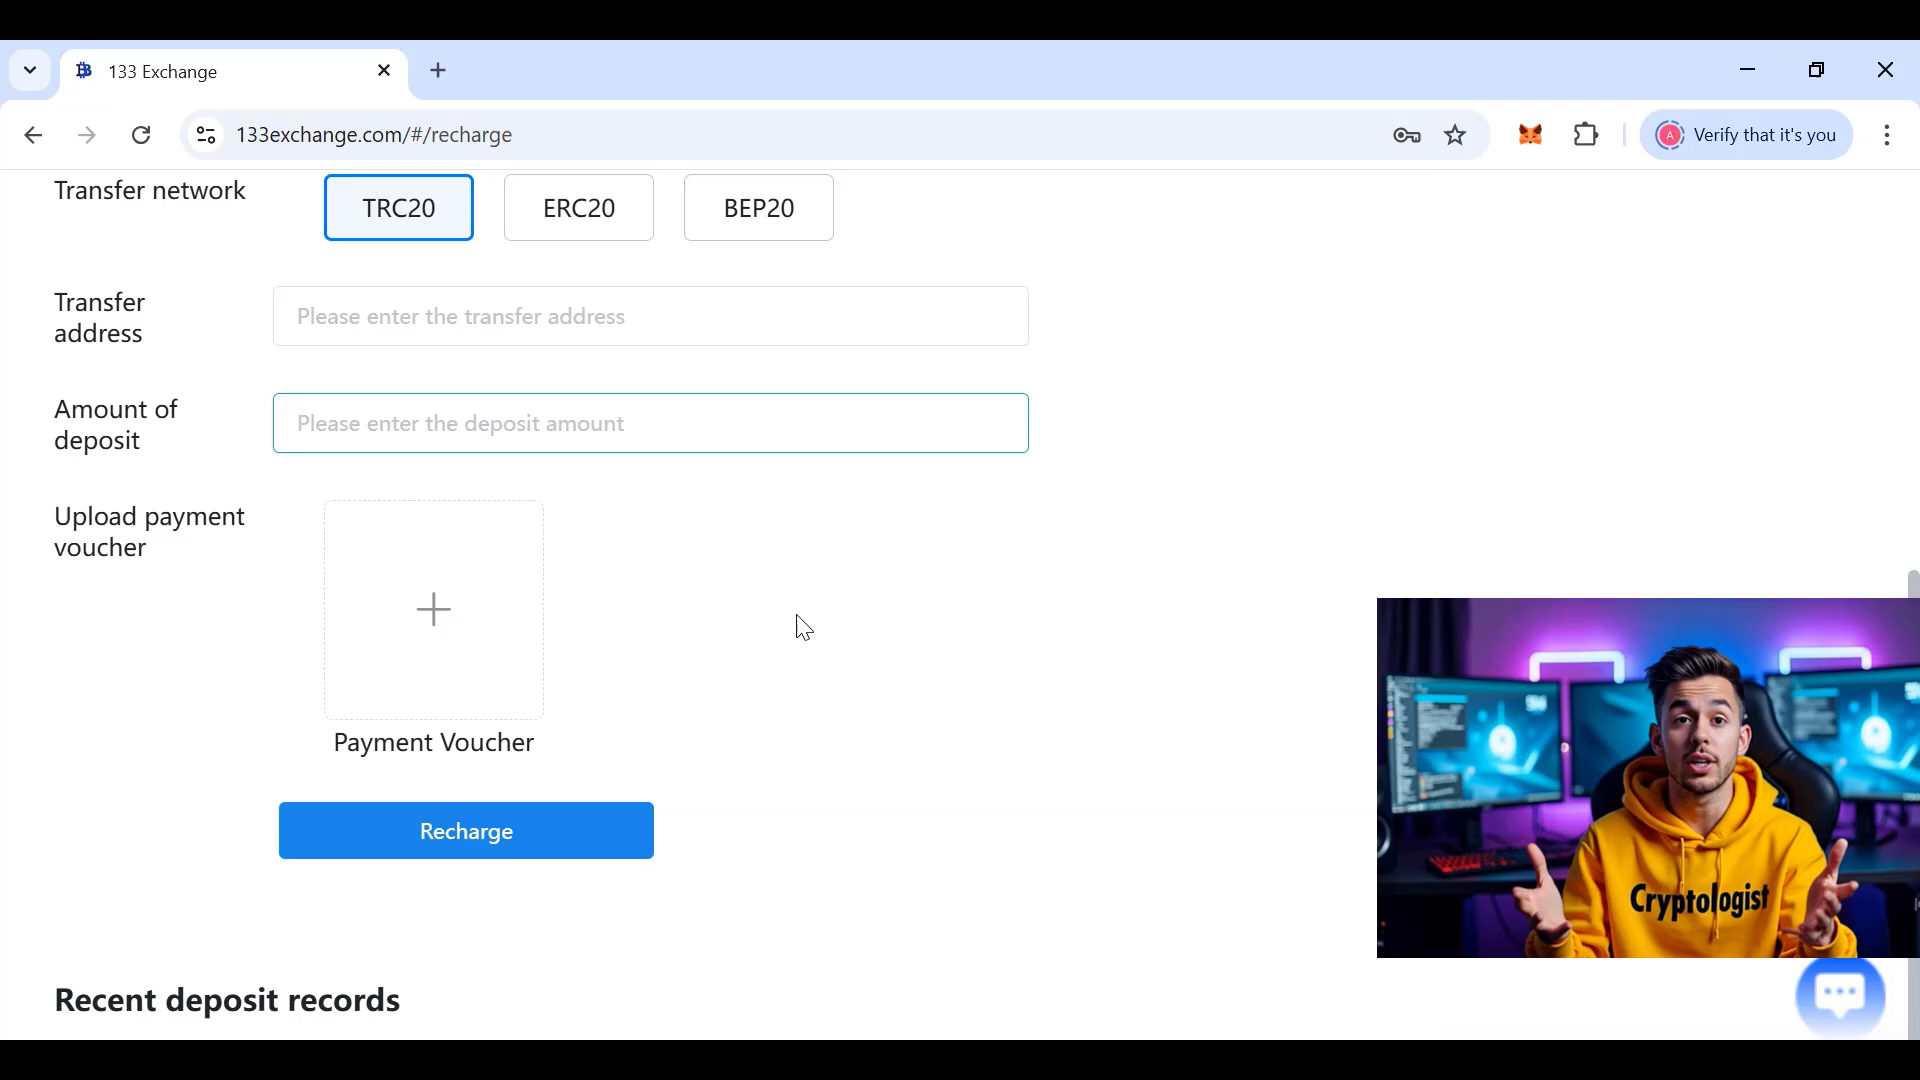 133 Exchange
133exchange.com/#/recharge
A
Verify that it's you
Transfer network
TRC20
ERC20
BEP20
Transfer
address
Please enter the transfer address
Amount of
deposit
Please enter the deposit amount
Upload payment
voucher
Payment Voucher
Recharge
Cryptologist
Recent deposit records